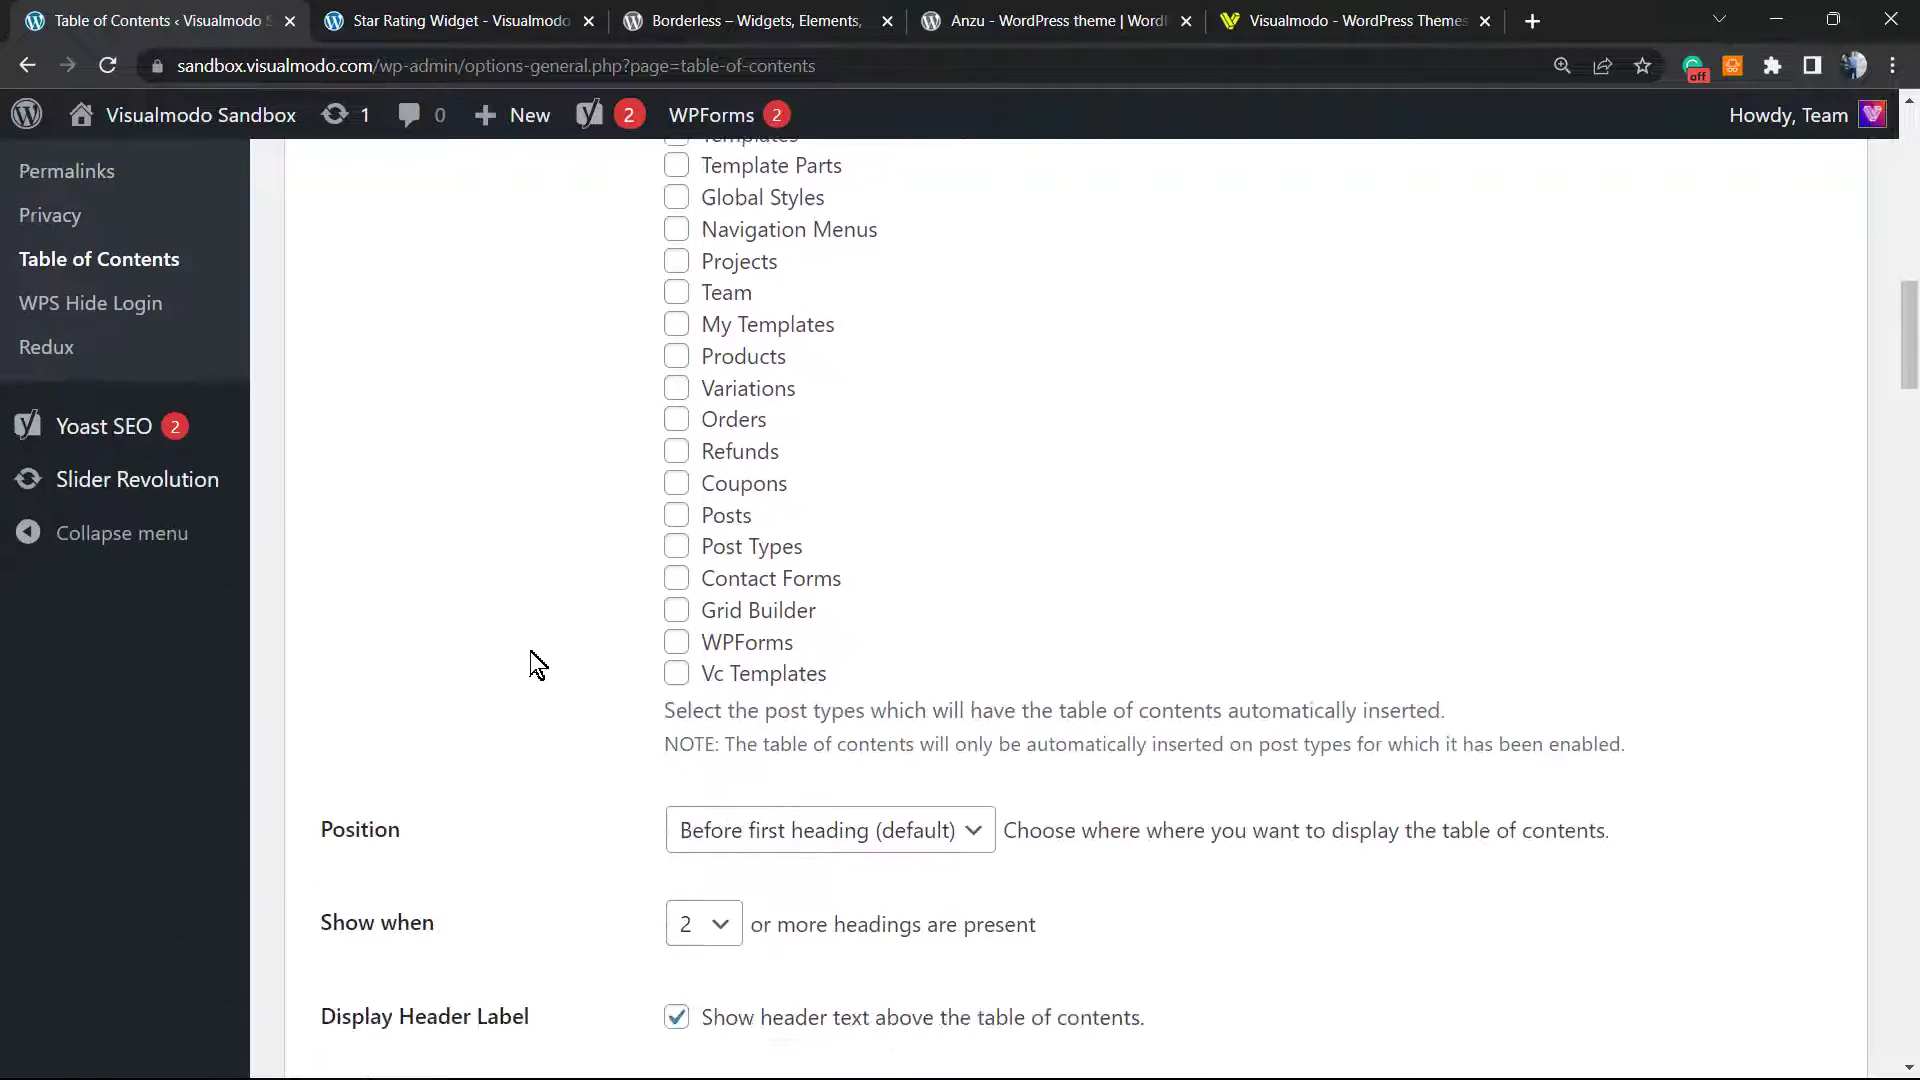 Table of Contents ‹ Visualmodo S
Star Rating Widget - Visualmodo
Borderless – Widgets, Elements,
Anzu - WordPress theme | Word
Visualmodo - WordPress Themes
sandbox.visualmodo.com/wp-admin/options-general.php?page=table-of-contents
off
Visualmodo Sandbox
1
0
New
2
WPForms 2
Howdy, Team
Permalinks
Privacy
Table of Contents
WPS Hide Login
Redux
Yoast SEO 2
Slider Revolution
Collapse menu
Templates
Template Parts
Global Styles
Navigation Menus
Projects
Team
My Templates
Products
Variations
Orders
Refunds
Coupons
Posts
Post Types
Contact Forms
Grid Builder
WPForms
Vc Templates
Select the post types which will have the table of contents automatically inserted.
NOTE: The table of contents will only be automatically inserted on post types for which it has been enabled.
Position
Before first heading (default) Choose where where you want to display the table of contents.
Show when
2 or more headings are present
Display Header Label
Show header text above the table of contents.